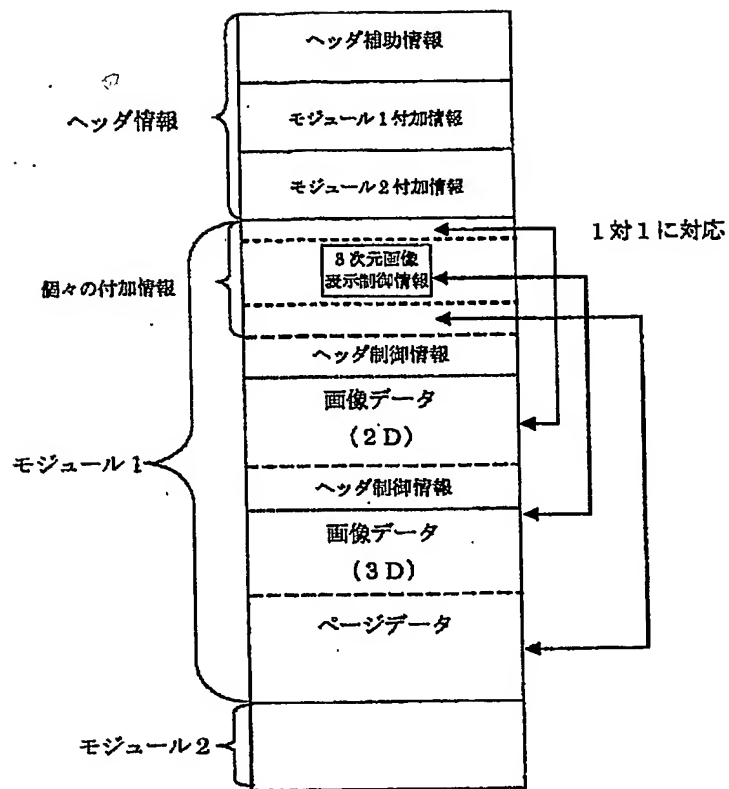 ヘッダ補助情報
ヘッダ情報
モジュール1付加情報
モジュール2付加情報
1対1に対応
3次元画像
表示制御情報
個々の付加情報
ヘッダ制御情報
画像データ
(2D)
モジュール1
ヘッダ制御情報
画像データ
(3D)
ページデータ
モジュール2